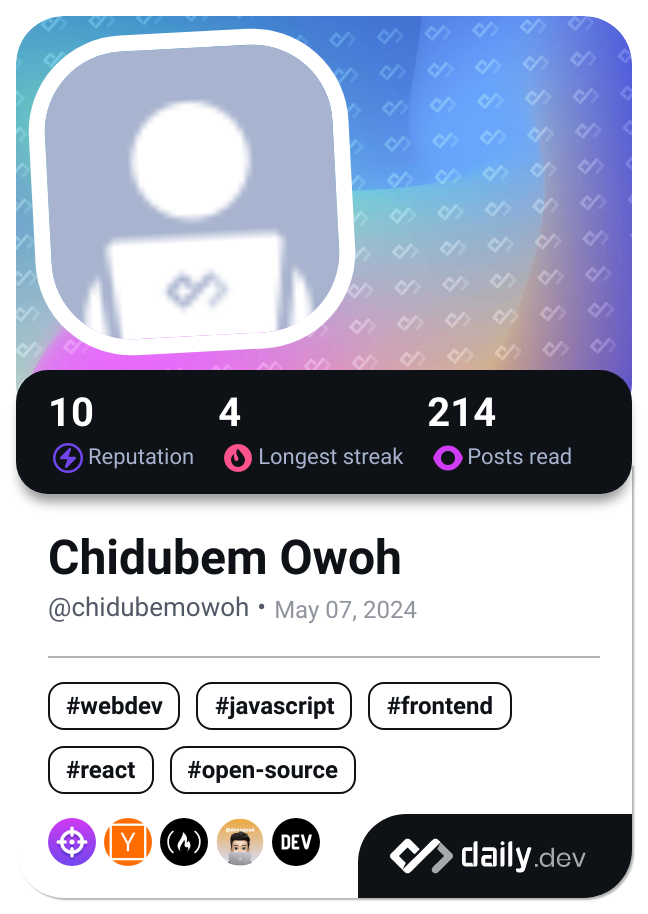 10 4 214
Reputation Longest streak Posts read
Chidubem Owoh
@chidubemowoh • May 07, 2024
#webdev #javascript #frontend
#react #open-source
Y DEV
daily.dev